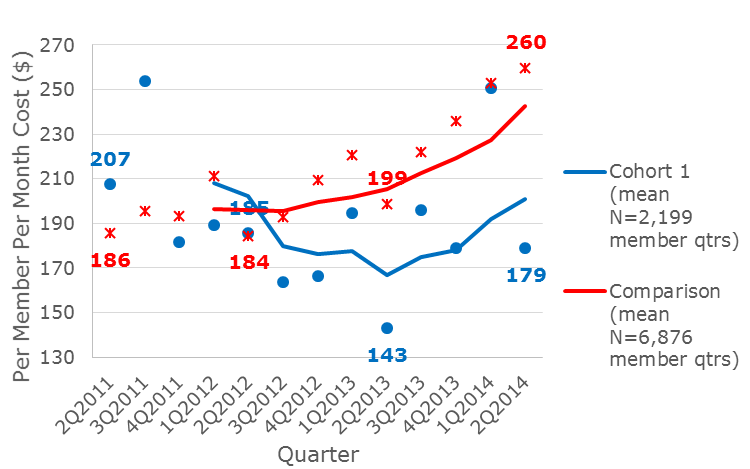 Per Member Per Month Cost ($)
270
250
230
210
190
170
150
130
207
186
185
184
199
143
260
179
2Q2011
3Q2011
4Q2011
1Q2012
2Q2012
3Q2012
4Q2012
1Q2013
2Q2013
3Q2013
4Q2013
1Q2014
2Q2014
Quarter
Cohort 1
(mean
N=2,199
member qtrs)
Comparison
(mean
N=6,876
member qtrs)